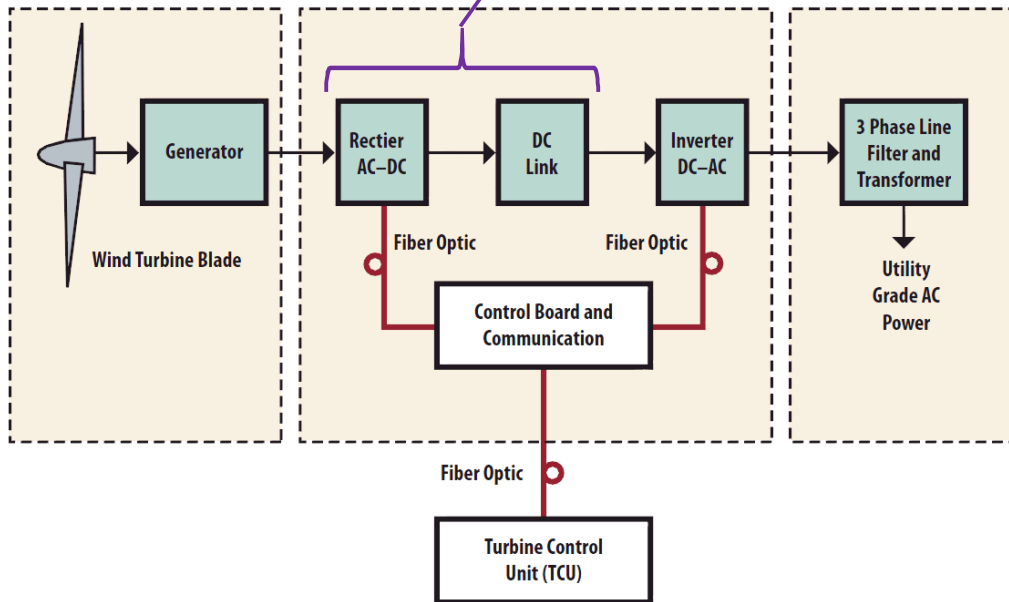 Generator
Rectier
AC–DC
DC
Link
Inverter
DC–AC
3 Phase Line
Filter and
Transformer
Wind Turbine Blade
Fiber Optic
Fiber Optic
Utility
Grade AC
Power
Control Board and
Communication
Fiber Optic
Turbine Control
Unit (TCU)